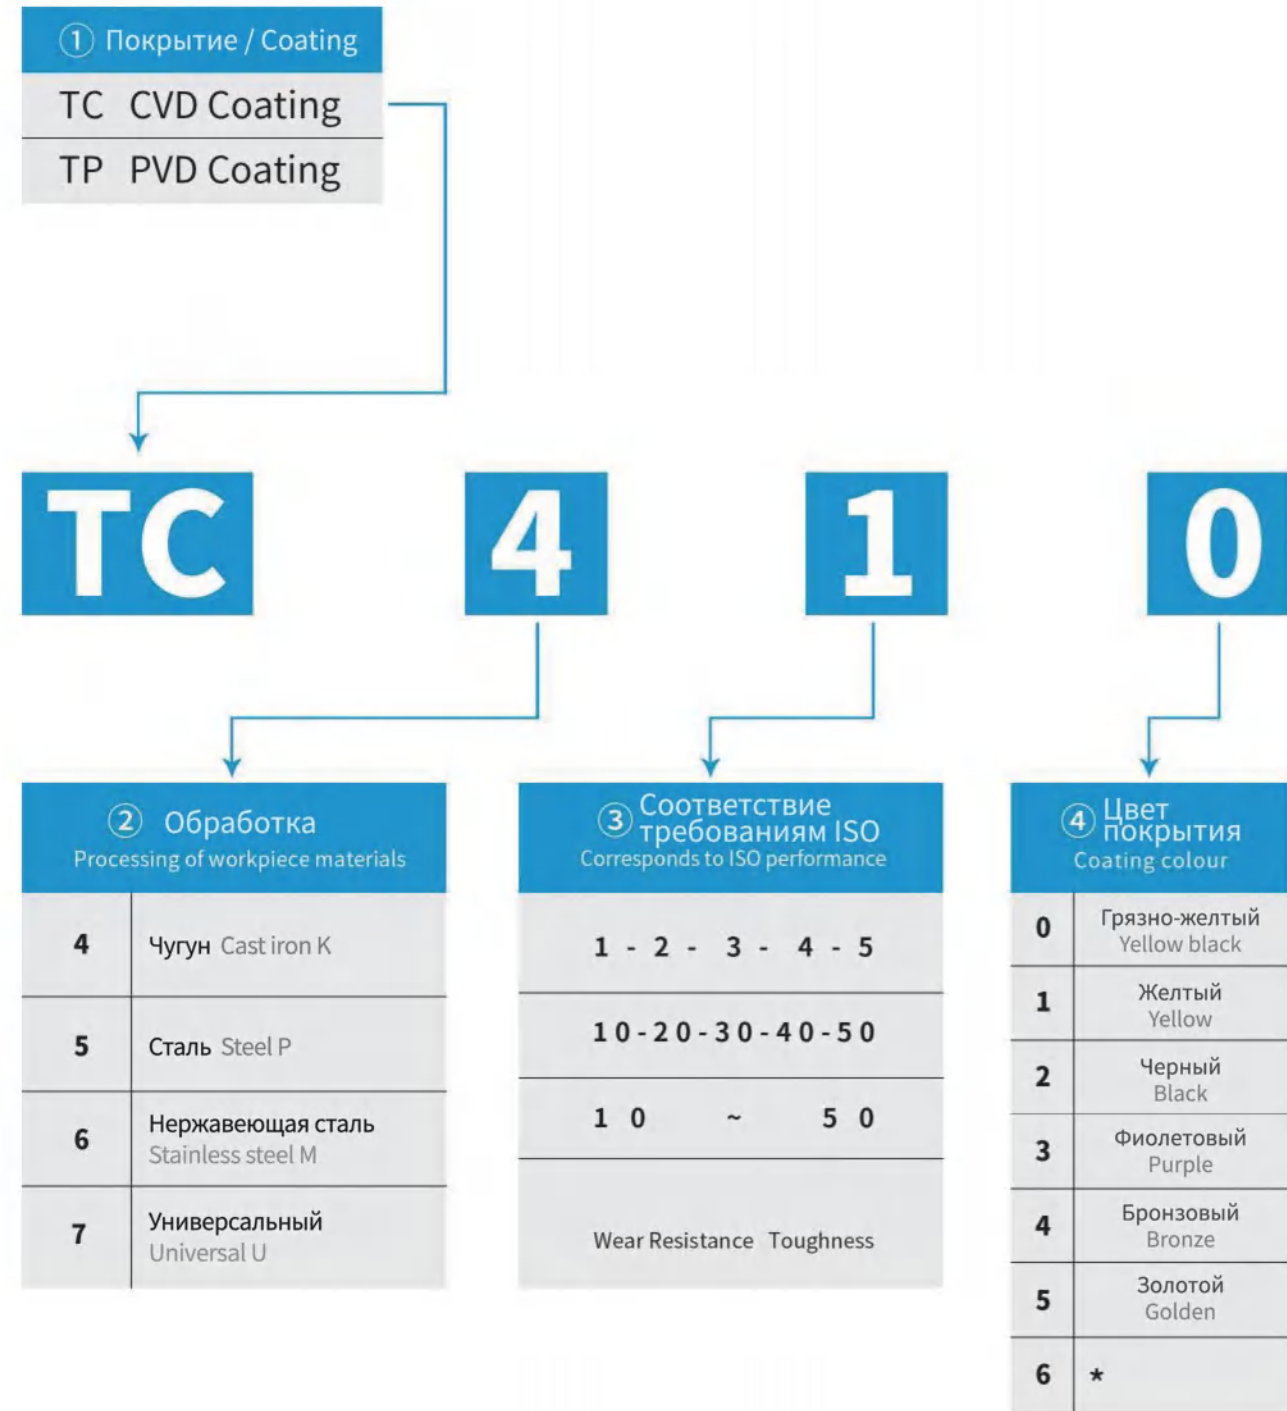 ① Покрытие / Coating
TC CVD Coating
TP PVD Coating
TC 4 1 0
② Обработка
Processing of workpiece materials
4 Чугун Cast iron K
5 Сталь Steel P
6 Нержавеющая сталь
Stainless steel M
7 Универсальный
Universal U
③ Соответствие
требованиям ISO
Corresponds to ISO performance
1 - 2 - 3 - 4 - 5
10-20-30-40-50
10 ~ 50
Wear Resistance Toughness
④ Цвет
покрытия
Coating colour
0 Грязно-желтый
Yellow black
1 Желтый
Yellow
2 Черный
Black
3 Фиолетовый
Purple
4 Бронзовый
Bronze
5 Золотой
Golden
6 *